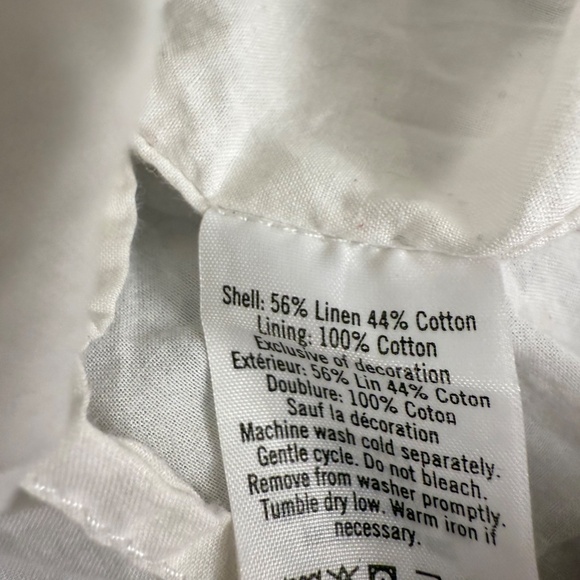 Shell: 56% Linen 44% Cotton
Lining: 100% Cotton
Exclusive of decoration
Extérieur: 56% Lin 44% Coton
Doublure: 100% Coton
Sauf la décoration
Machine wash cold separately.
Gentle cycle. Do not bleach.
Remove from washer promptly.
Tumble dry low. Warm iron if
necessary.